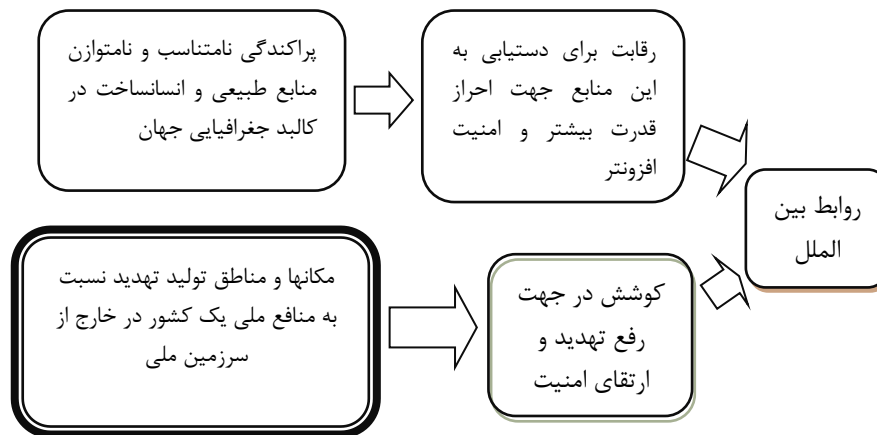 پراکندگی نامتناسب و نامتوازن
منابع طبیعی و انسانساخت در
کالبد جغرافیایی جهان
رقابت برای دستیابی به
این منابع جهت احراز
قدرت بیشتر و امنیت
افزونتر
روابط بین
الملل
مکانها و مناطق تولید تهدید نسبت
به منافع ملی یک کشور در خارج از
سرزمین ملی
کوشش در جهت
رفع تهدید و
ارتقای امنیت